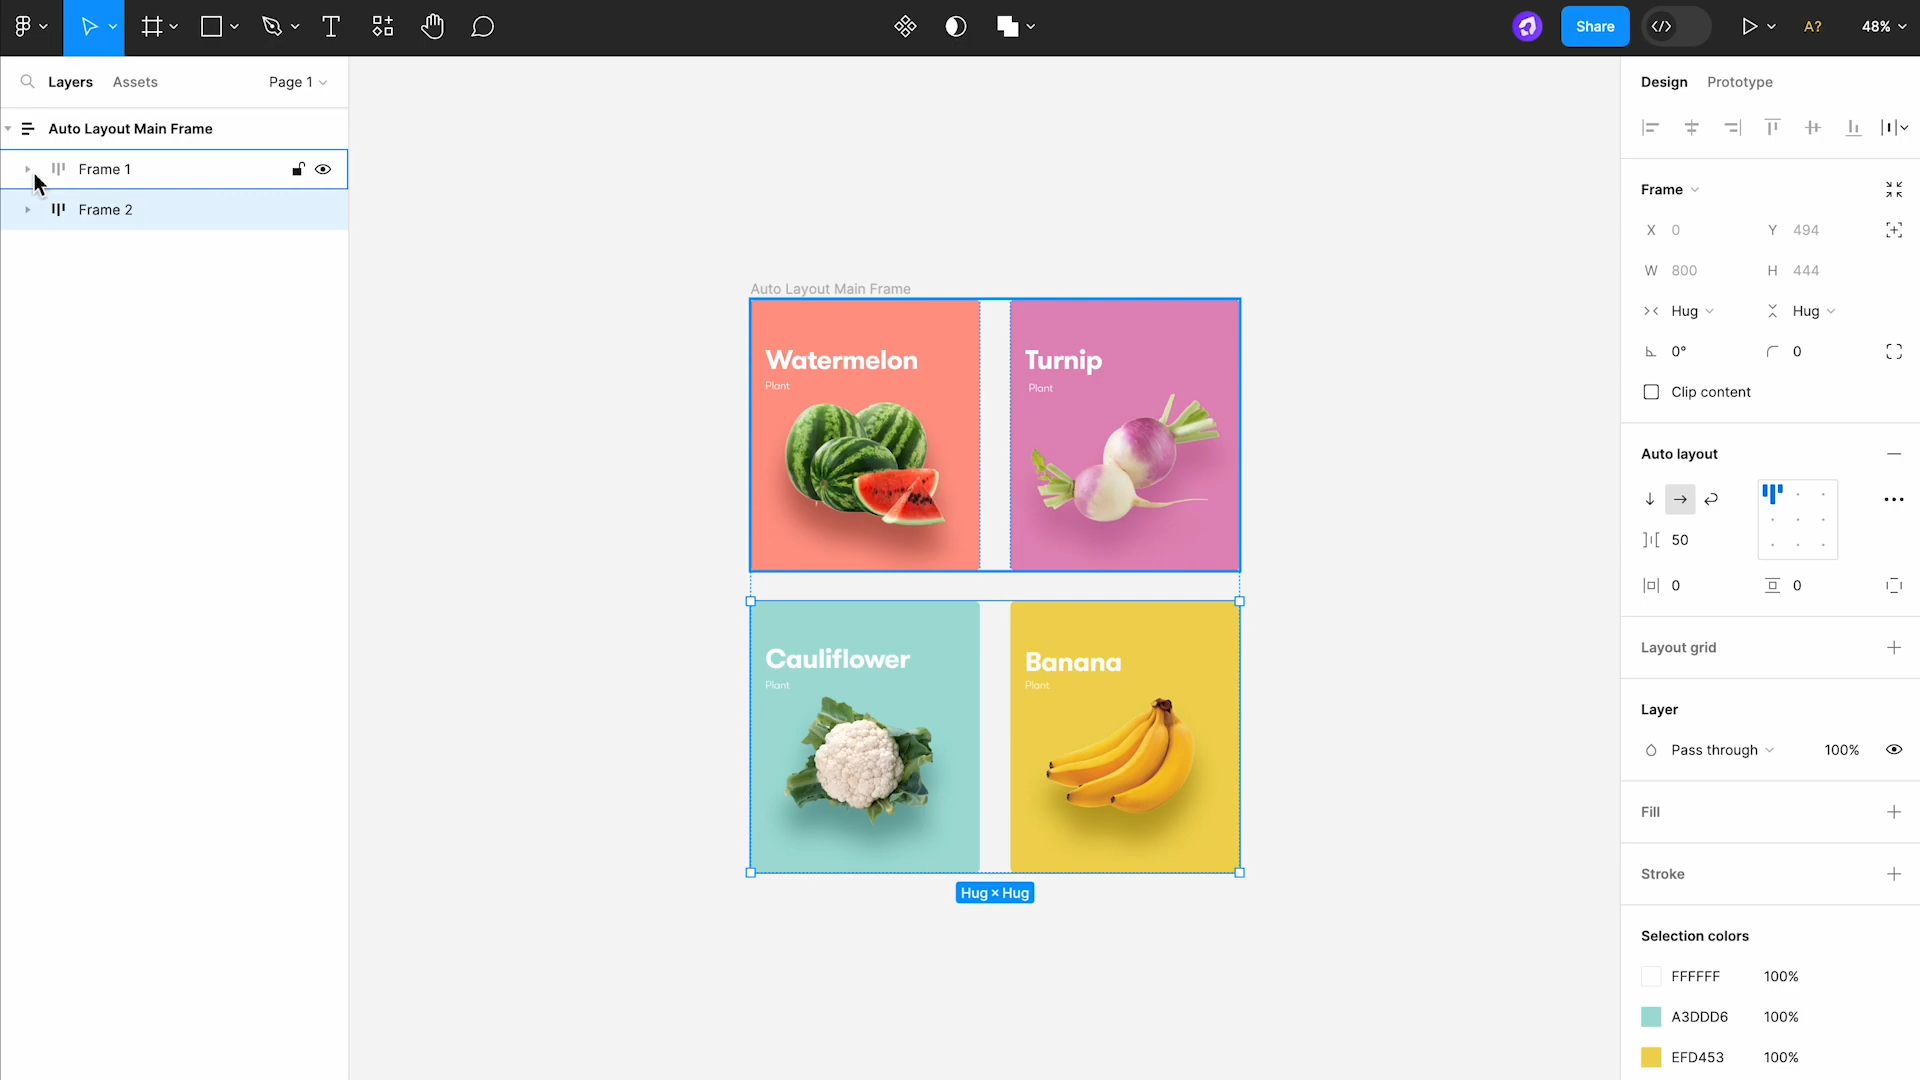 Share
A?
48%
Layers
Assets
Page 1
Design
Prototype
Auto Layout Main Frame
Frame 1
Frame 2
Auto Layout Main Frame
Watermelon
Plant
Turnip
Plant
Cauliflower
Plant
Banana
Plant
Hug × Hug
Frame
X 0
Y 494
W 800
H 444
Hug
Hug
0°
0
Clip content
Auto layout
50
0
0
Layout grid
Layer
Pass through
100%
Fill
Stroke
Selection colors
FFFFFF 100%
A3DDD6 100%
EFD453 100%